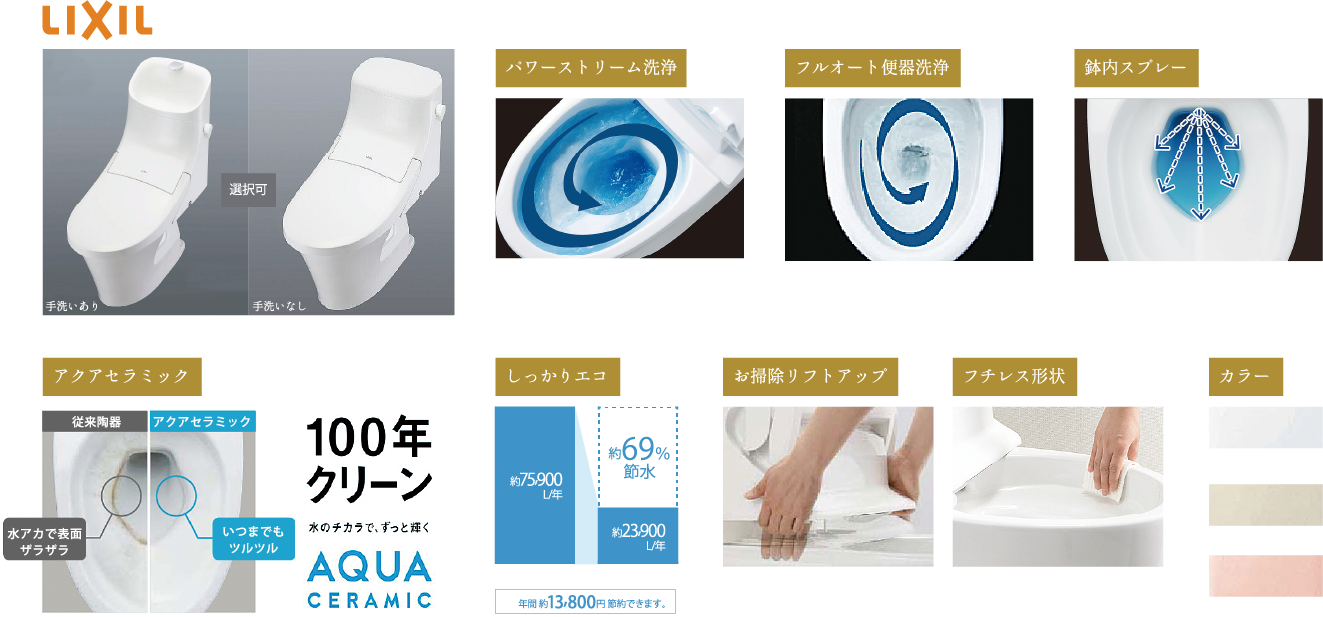 LIXIL
選択可
手洗いあり
手洗いなし
パワーストリーム洗浄
フルオート便器洗浄
鉢内スプレー
アクアセラミック
従来陶器
アクアセラミック
水アカで表面
ザラザラ
いつまでも
ツルツル
100年
クリーン
水のチカラで、ずっと輝く
AQUA
CERAMIC
しっかりエコ
約75,900
L/年
約69%
節水
約23,900
L/年
年間 約13,800円 節約できます。
お掃除リフトアップ
フチレス形状
カラー